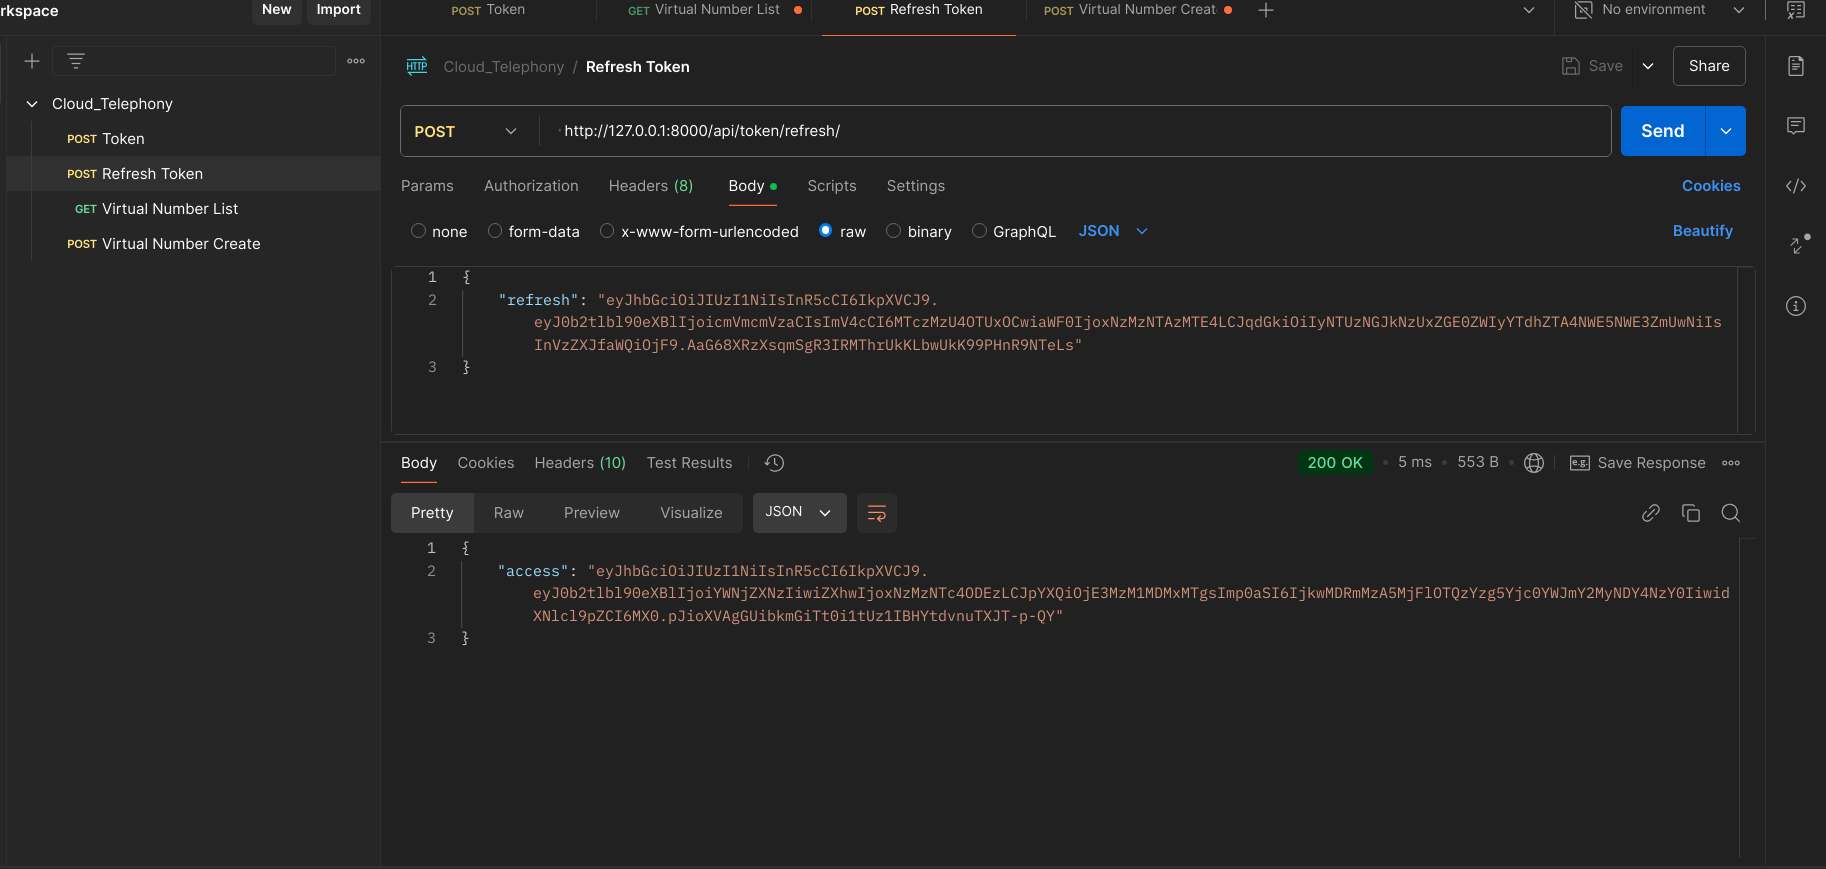 rkspace
New
Import
POST Token
GET Virtual Number List
POST Refresh Token
POST Virtual Number Creat
No environment
Cloud_Telephony
POST Token
POST Refresh Token
GET Virtual Number List
POST Virtual Number Create
HTTP Cloud_Telephony / Refresh Token
Save
Share
POST
http://127.0.0.1:8000/api/token/refresh/
Send
Params
Authorization
Headers (8)
Body
Scripts
Settings
Cookies
none
form-data
x-www-form-urlencoded
raw
binary
GraphQL
JSON
Beautify
1 {
2 "refresh": "eyJhbGciOiJIUzI1NiIsInR5cCI6IkpXVCJ9.
eyJ0b2tlbl90eXBlIjoicmVmcmVzaCIsImV4cCI6MTczMzU4OTUxOCwiaWF0IjoxNzMzNTAzMTE4LCJqdGkiOiIyNTUzNGJkNzUxZGE0ZWIyYTdhZTA4NWE5NWE3ZmUwNiIs
InVzZXJfaWQiOjF9.AaG68XRzXsqmSgR3IRMThrUkKLbwUkK99PHnR9NTeLs"
3 }
Body
Cookies
Headers (10)
Test Results
200 OK
5 ms
553 B
e.g.
Save Response
Pretty
Raw
Preview
Visualize
JSON
1 {
2 "access": "eyJhbGciOiJIUzI1NiIsInR5cCI6IkpXVCJ9.
eyJ0b2tlbl90eXBlIjoiYWNjZXNzIiwiZXhwIjoxNzMzNTc4ODEzLCJpYXQiOjE3MzM1MDMxMTgsImp0aSI6IjkwMDRmMzA5MjFlOTQzYzg5Yjc0YWJmY2MyNDY4NzY0IiwidXNlcl9pZCI6MX0.pJioXVAgGUibkmGiTt0i1tUz1IBHYtdvnuTXJT-p-QY"
3 }